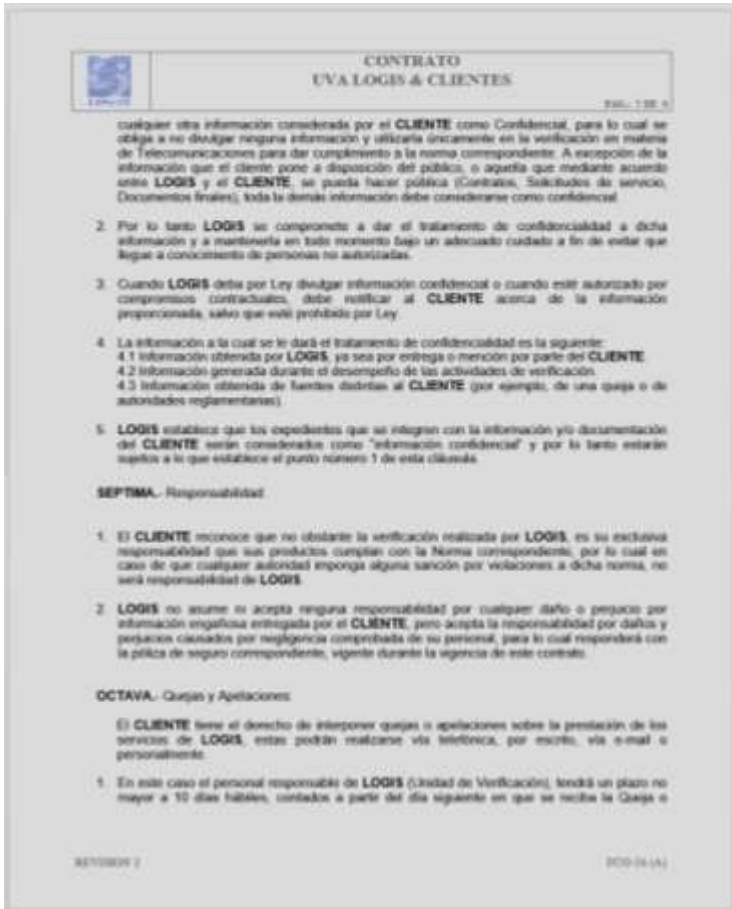 CONTRATO
UVA LOGIS & CLIENTES
cualquier otra información considerada por el CLIENTE como Confidencial, para lo cual se
obliga a no divulgar ninguna información y utilizarla únicamente en la verificación en materia
de Telecomunicaciones para dar cumplimiento a la norma correspondiente. A excepción de la
información que el cliente pone a disposición del público, o aquella que mediante acuerdo
entre LOGIS y el CLIENTE, se pueda hacer pública (Contratos, Solicitudes de servicio,
Documentos finales), toda la demás información debe considerarse como confidencial.
2. Por lo tanto LOGIS se compromete a dar el tratamiento de confidencialidad a dicha
información y a mantenerla en todo momento bajo un adecuado cuidado a fin de evitar que
llegue a conocimiento de personas no autorizadas.
3. Cuando LOGIS deba por Ley divulgar información confidencial o cuando esté autorizado por
compromisos contractuales, debe notificar al CLIENTE acerca de la información
proporcionada, salvo que esté prohibido por Ley.
4. La información a la cual se le dará el tratamiento de confidencialidad es la siguiente:
4.1 Información obtenida por LOGIS, ya sea por entrega o mención por parte del CLIENTE.
4.2 Información generada durante el desempeño de las actividades de verificación.
4.3 Información obtenida de fuentes distintas al CLIENTE (por ejemplo, de una queja o de
autoridades reglamentarias).
5. LOGIS establece que los expedientes que se integren con la información y/o documentación
del CLIENTE serán considerados como "información confidencial" y por lo tanto estarán
sujetos a lo que establece el punto número 1 de esta cláusula.
SEPTIMA.- Responsabilidad:
1. El CLIENTE reconoce que no obstante la verificación realizada por LOGIS, es su exclusiva
responsabilidad que sus productos cumplan con la Norma correspondiente, por lo cual en
caso de que cualquier autoridad imponga alguna sanción por violaciones a dicha norma, no
será responsabilidad de LOGIS.
2. LOGIS no asume ni acepta ninguna responsabilidad por cualquier daño o perjuicio por
información engañosa entregada por el CLIENTE, pero acepta la responsabilidad por daños y
perjuicios causados por negligencia comprobada de su personal, para lo cual responderá con
la póliza de seguro correspondiente, vigente durante la vigencia de este contrato.
OCTAVA.- Quejas y Apelaciones:
El CLIENTE tiene el derecho de interponer quejas o apelaciones sobre la prestación de los
servicios de LOGIS, estas podrán realizarse vía telefónica, por escrito, vía e-mail o
personalmente.
1. En este caso el personal responsable de LOGIS (Unidad de Verificación), tendrá un plazo no
mayor a 10 días hábiles, contados a partir del día siguiente en que se reciba la Queja o
REVISION 2